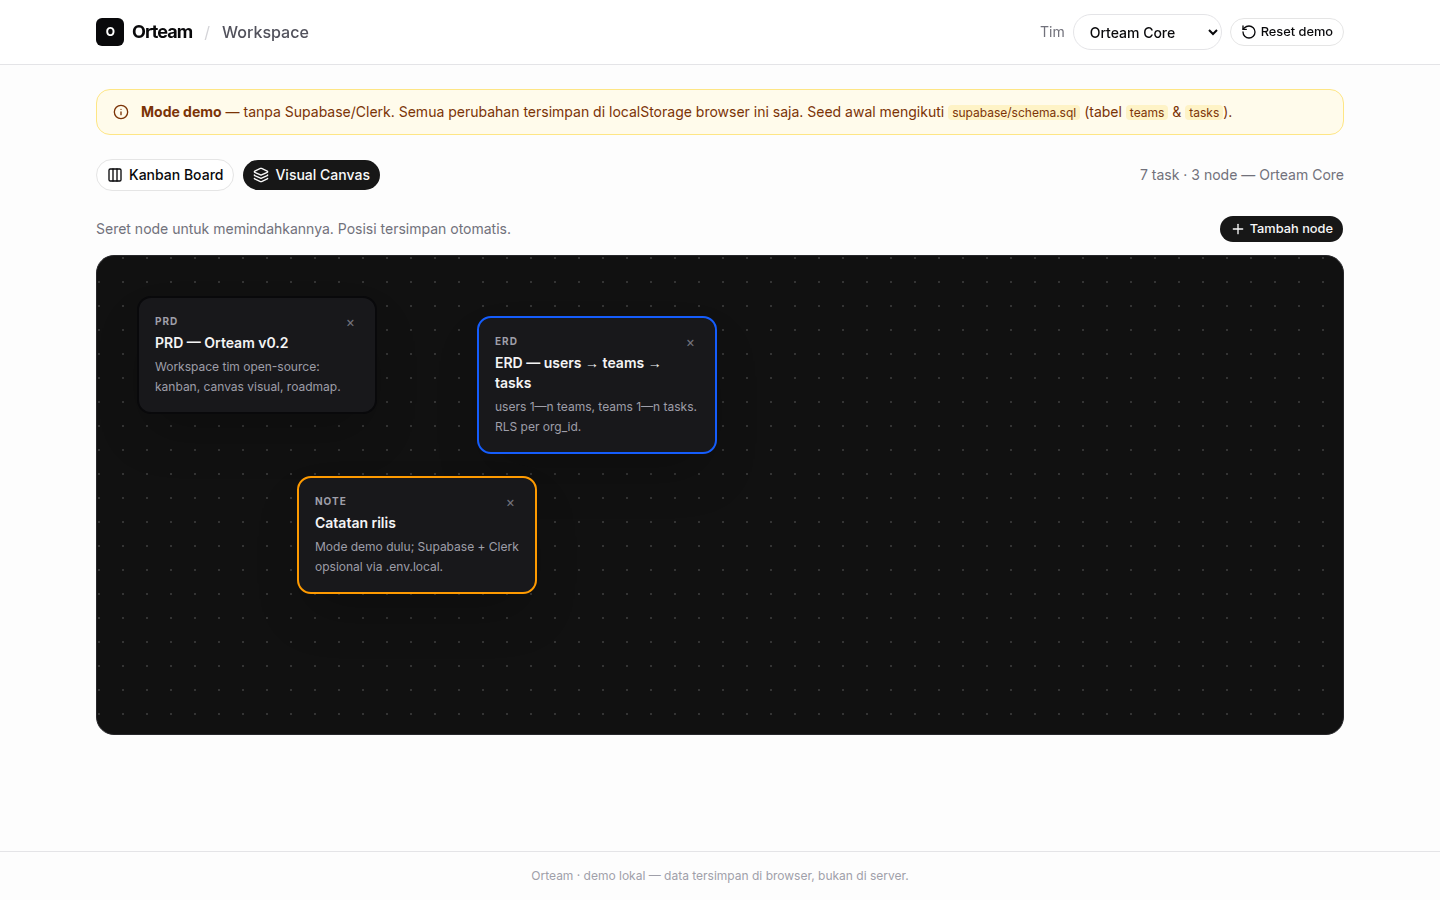 O Orteam / Workspace
Tim Orteam Core Reset demo
Mode demo — tanpa Supabase/Clerk. Semua perubahan tersimpan di localStorage browser ini saja. Seed awal mengikuti supabase/schema.sql (tabel teams & tasks ).
Kanban Board Visual Canvas
7 task · 3 node — Orteam Core
Seret node untuk memindahkannya. Posisi tersimpan otomatis.
Tambah node
PRD ×
PRD — Orteam v0.2
Workspace tim open-source:
kanban, canvas visual, roadmap.
ERD ×
ERD — users → teams →
tasks
users 1—n teams, teams 1—n tasks.
RLS per org_id.
NOTE ×
Catatan rilis
Mode demo dulu; Supabase + Clerk
opsional via .env.local.
Orteam · demo lokal — data tersimpan di browser, bukan di server.